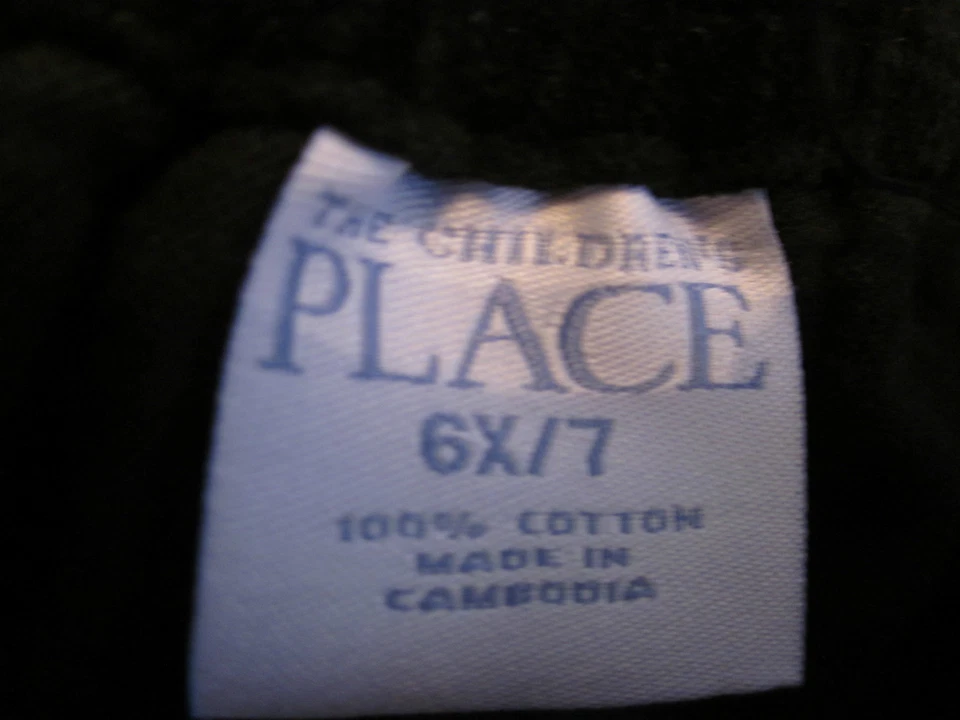 THE CHILDREN'S
PLACE
6X/7
100% COTTON
MADE IN
CAMBODIA